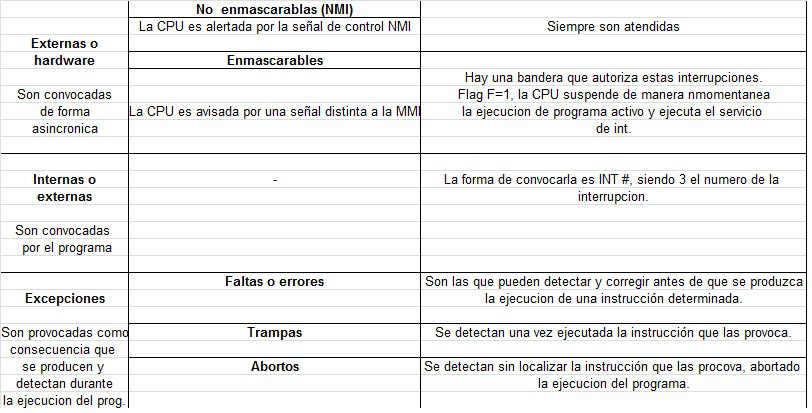 No  enmascarablas (NMI)
La CPU es alertada por la señal de control NMI
Siempre son atendidas
Externas o
hardware
Son convocadas
de forma
asincronica
Enmascarables
La CPU es avisada por una señal distinta a la MMI
Hay una bandera que autoriza estas interrupciones.
Flag F=1, la CPU suspende de manera nmomentanea
la ejecucion de programa activo y ejecuta el servicio
de int.
Internas o
externas
Son convocadas
por el programa
-
La forma de convocarla es INT #, siendo 3 el numero de la
interrupcion.
Excepciones
Son provocadas como
consecuencia que
se producen y
detectan durante
la ejecucion del prog.
Faltas o errores
Son las que pueden detectar y corregir antes de que se produzca
la ejecucion de una instrucción determinada.
Trampas
Se detectan una vez ejecutada la instrucción que las provoca.
Abortos
Se detectan sin localizar la instrucción que las procova, abortado
la ejecucion del programa.